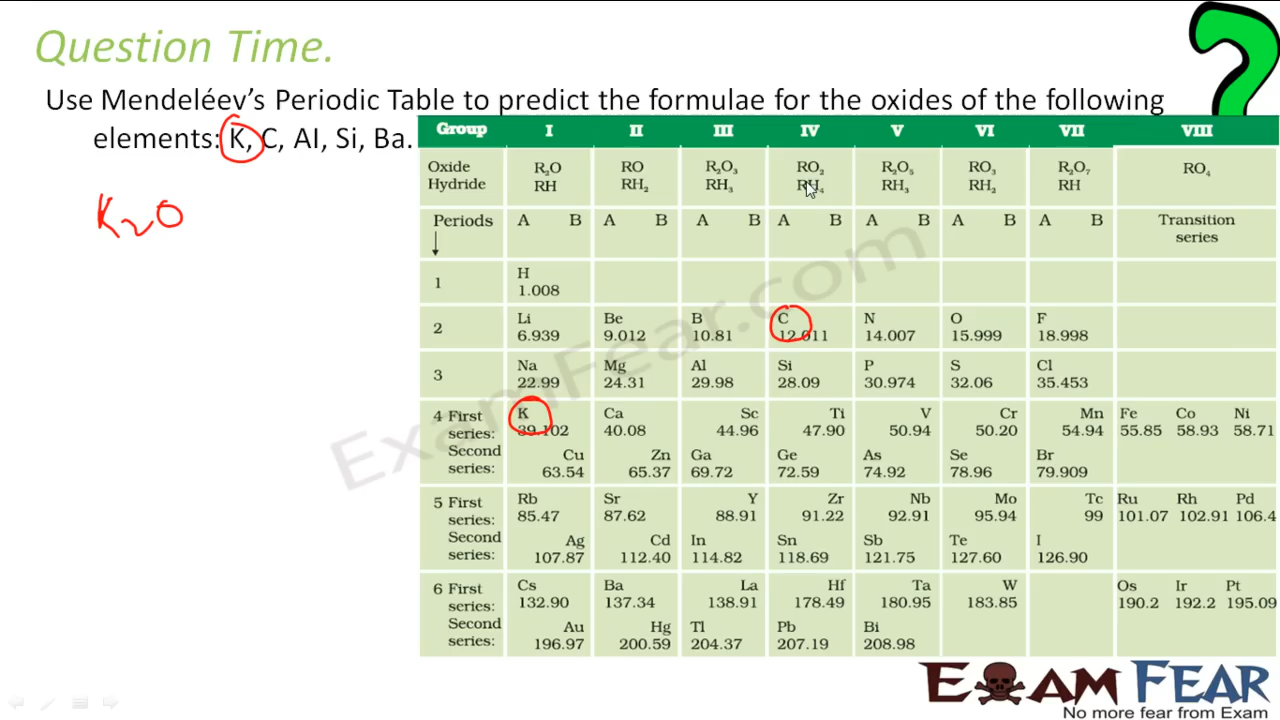 Question Time.
Use Mendeléev's Periodic Table to predict the formulae for the oxides of the following
elements: K, C, AI, Si, Ba.
K₂O
Group I II III IV V VI VII VIII
Oxide R₂O RO R₂O₃ RO₂ R₂O₅ RO₃ R₂O₇ RO₄
Hydride RH RH₂ RH₃ RH₄ RH₃ RH₂ RH
Periods A B A B A B A B A B A B A B Transition
↓ series
1 H
1.008
2 Li Be B C N O F
6.939 9.012 10.81 12.011 14.007 15.999 18.998
3 Na Mg Al Si P S Cl
22.99 24.31 29.98 28.09 30.974 32.06 35.453
4 First K Ca Sc Ti V Cr Mn Fe Co Ni
series: 39.102 40.08 44.96 47.90 50.94 50.20 54.94 55.85 58.93 58.71
Second Cu Zn Ga Ge As Se Br
series: 63.54 65.37 69.72 72.59 74.92 78.96 79.909
5 First Rb Sr Y Zr Nb Mo Tc Ru Rh Pd
series: 85.47 87.62 88.91 91.22 92.91 95.94 99 101.07 102.91 106.4
Second Ag Cd In Sn Sb Te I
series: 107.87 112.40 114.82 118.69 121.75 127.60 126.90
6 First Cs Ba La Hf Ta W Os Ir Pt
series: 132.90 137.34 138.91 178.49 180.95 183.85 190.2 192.2 195.09
Second Au Hg Tl Pb Bi
series: 196.97 200.59 204.37 207.19 208.98
ExamFear.com
EXAM FEAR
No more fear from Exam